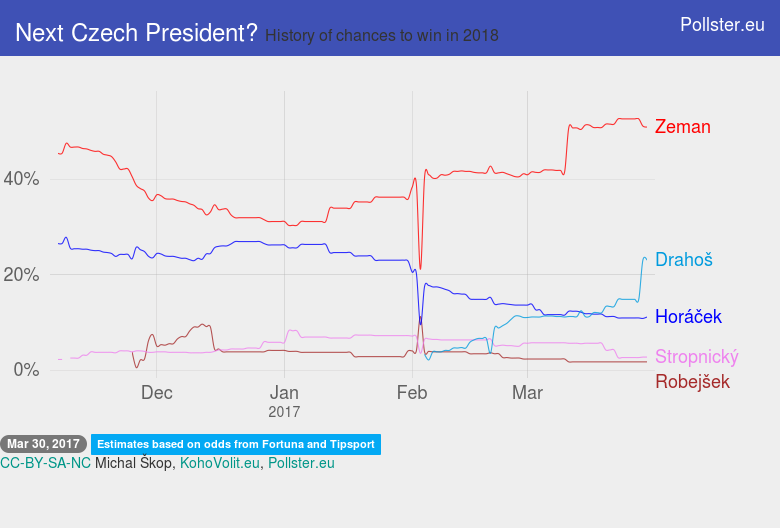 Next Czech President? History of chances to win in 2018
Pollster.eu
Zeman
40%
Drahoš
20%
Horáček
Stropnický
0%
Robejšek
Dec Jan Feb Mar
2017
Mar 30, 2017 Estimates based on odds from Fortuna and Tipsport
CC-BY-SA-NC Michal Škop, KohoVolit.eu, Pollster.eu